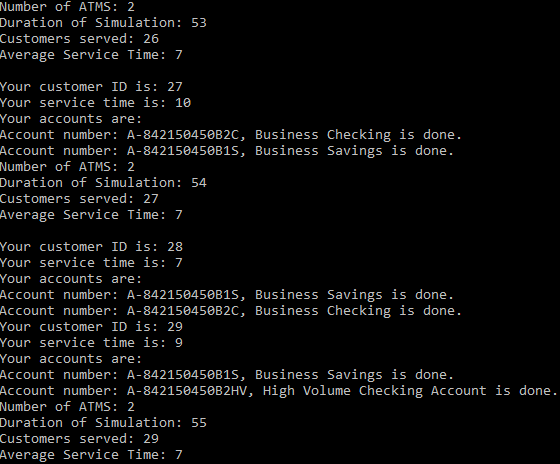 Number of ATMS: 2
Duration of Simulation: 53
Customers served: 26
Average Service Time: 7
Your customer ID is: 27
Your service time is: 10
Your accounts are:
Account number: A-842150450B2C, Business Checking is done.
Account number: A-842150450B1S, Business Savings is done.
Number of ATMS: 2
Duration of Simulation: 54
Customers served: 27
Average Service Time: 7
Your customer ID is: 28
Your service time is: 7
Your accounts are:
Account number: A-842150450B1S, Business Savings is done.
Account number: A-842150450B2C, Business Checking is done.
Your customer ID is: 29
Your service time is: 9
Your accounts are:
Account number: A-842150450B1S, Business Savings is done.
Account number: A-842150450B2HV, High Volume Checking Account is done.
Number of ATMS: 2
Duration of Simulation: 55
Customers served: 29
Average Service Time: 7